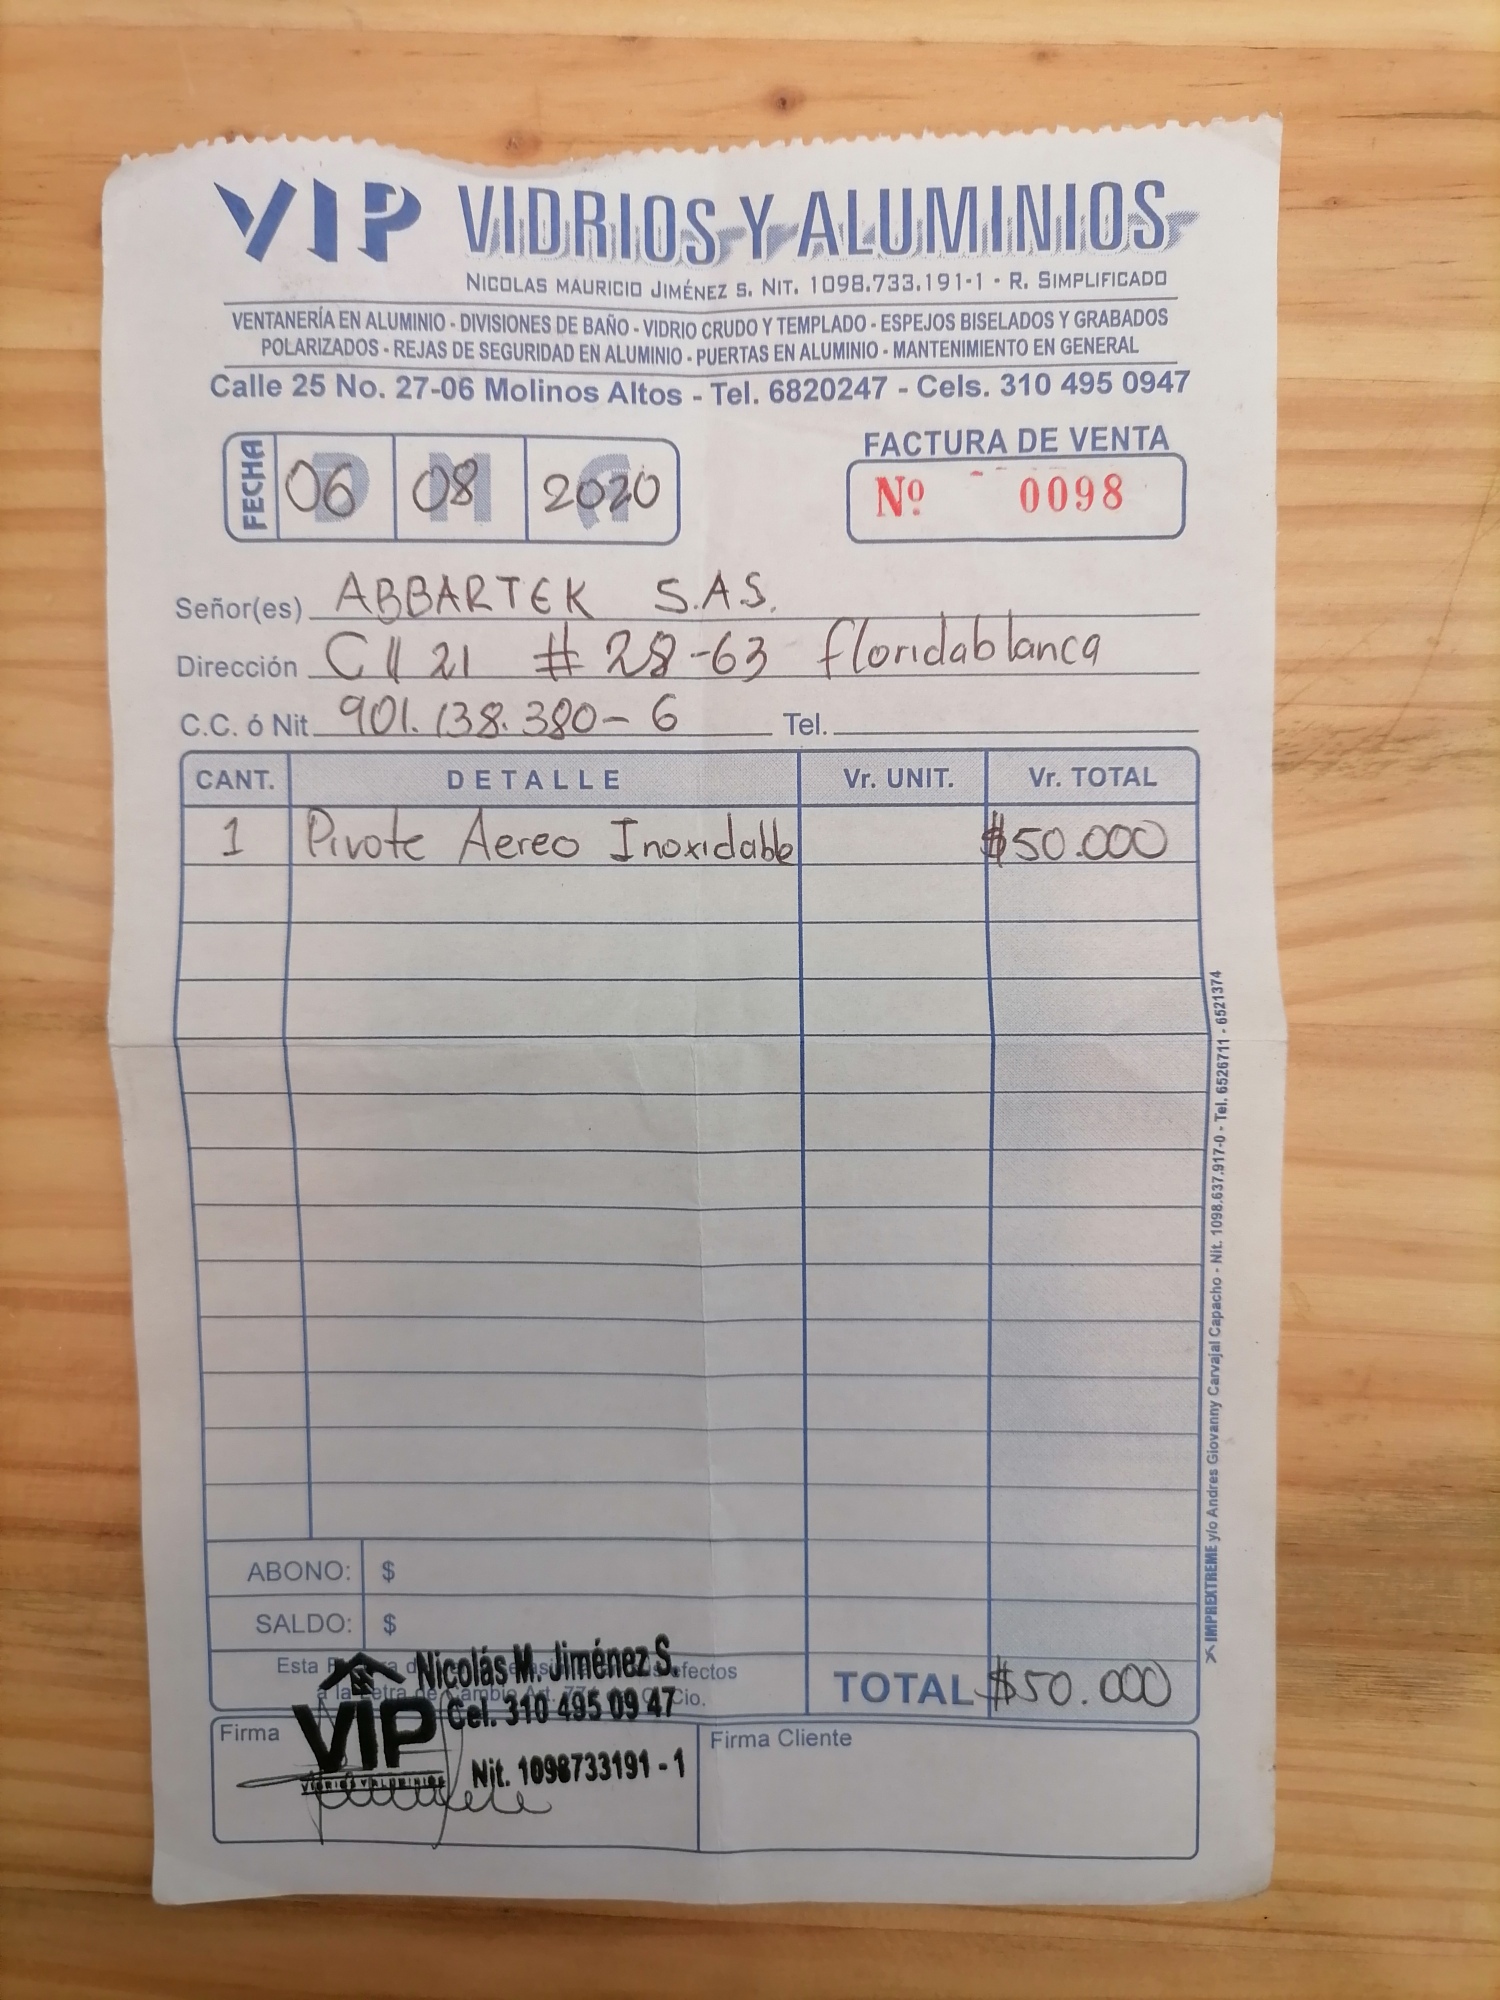 VIP VIDRIOS Y ALUMINIOS
NICOLAS MAURICIO JIMÉNEZ S. NIT. 1098.733.191-1 - R. SIMPLIFICADO
VENTANERÍA EN ALUMINIO - DIVISIONES DE BAÑO - VIDRIO CRUDO Y TEMPLADO - ESPEJOS BISELADOS Y GRABADOS
POLARIZADOS - REJAS DE SEGURIDAD EN ALUMINIO - PUERTAS EN ALUMINIO - MANTENIMIENTO EN GENERAL
Calle 25 No. 27-06 Molinos Altos - Tel. 6820247 - Cels. 310 495 0947
FECHA D 06 M 08 A 2020
FACTURA DE VENTA
Nº 0098
Señor(es) ABBARTEK S.A.S.
Dirección Cll 21 # 28-63 floridablanca
C.C. ó Nit. 901.138.380-6 Tel.
CANT. DETALLE Vr. UNIT. Vr. TOTAL
1 Pivote Aereo Inoxidable $50.000
ABONO: $
SALDO: $
Esta efectos
a la Letra de Cambio Art.
TOTAL $50.000
Nicolás M. Jiménez S.
Cel. 310 495 09 47
VIP
VIDRIOS Y ALUMINIOS
Nit. 1098733191 - 1
Firma
Firma Cliente
IMPREXTREME y/o Andres Giovanny Carvajal Capacho - Nit. 1098.637.917-0 - Tel. 6526711 - 6521374